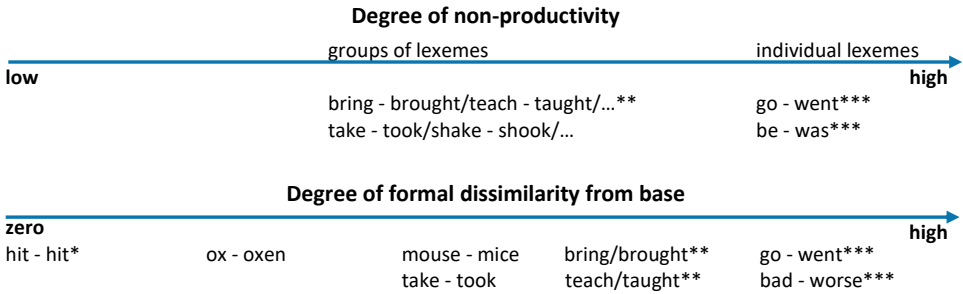 Degree of non-productivity
groups of lexemes individual lexemes
low high
bring - brought/teach - taught/...** go - went***
take - took/shake - shook/... be - was***
Degree of formal dissimilarity from base
zero high
hit - hit* ox - oxen mouse - mice bring/brought** go - went***
take - took teach/taught** bad - worse***